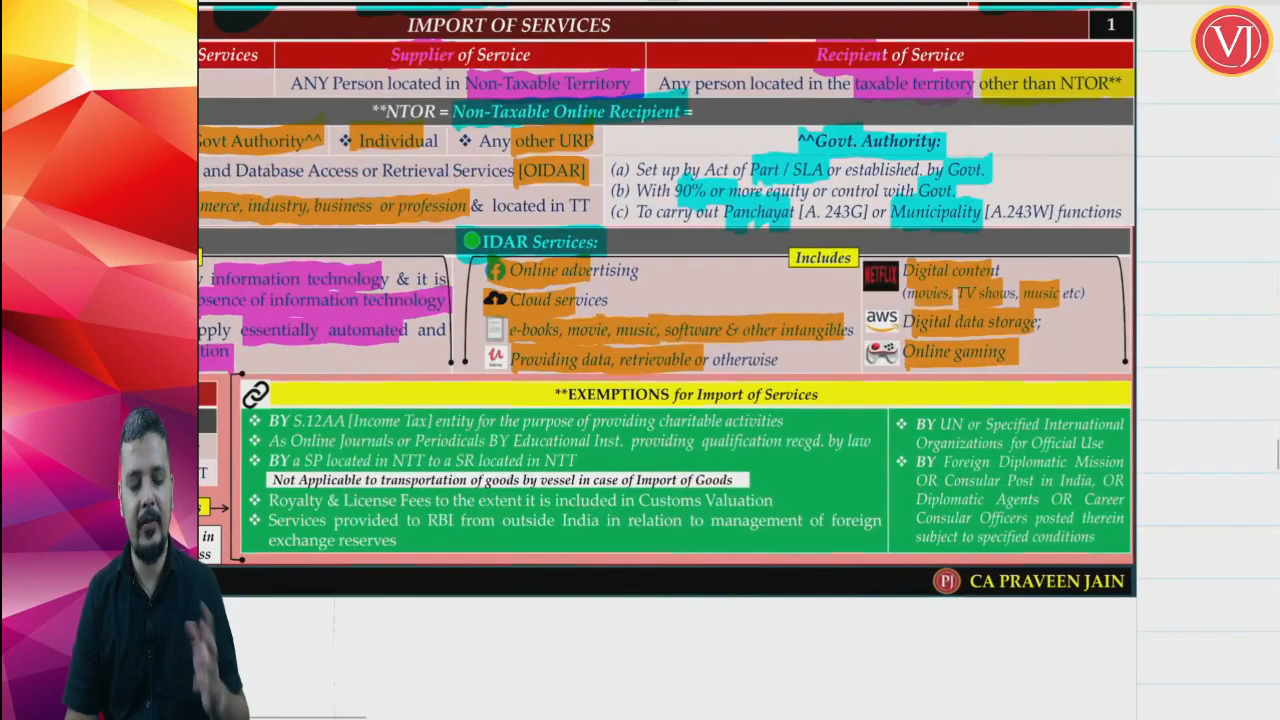 IMPORT OF SERVICES
1
Services
Supplier of Service
Recipient of Service
ANY Person located in Non-Taxable Territory
Any person located in the taxable territory other than NTOR**
**NTOR = Non-Taxable Online Recipient =
Govt Authority^^ ❖ Individual ❖ Any other URP
and Database Access or Retrieval Services [OIDAR]
merce, industry, business or profession & located in TT
^^Govt. Authority:
(a) Set up by Act of Part / SLA or established. by Govt.
(b) With 90% or more equity or control with Govt.
(c) To carry out Panchayat [A. 243G] or Municipality [A.243W] functions
IDAR Services:
y information technology & it is
bsence of information technology
pply essentially automated and
tion
Includes
Online advertising
Cloud services
e-books, movie, music, software & other intangibles
Providing data, retrievable or otherwise
NETFLIX
Digital content
(movies, TV shows, music etc)
aws
Digital data storage;
Online gaming
**EXEMPTIONS for Import of Services
❖ BY S.12AA [Income Tax] entity for the purpose of providing charitable activities
❖ As Online Journals or Periodicals BY Educational Inst. providing qualification recgd. by law
❖ BY a SP located in NTT to a SR located in NTT
Not Applicable to transportation of goods by vessel in case of Import of Goods
❖ Royalty & License Fees to the extent it is included in Customs Valuation
❖ Services provided to RBI from outside India in relation to management of foreign
exchange reserves
❖ BY UN or Specified International
Organizations for Official Use
❖ BY Foreign Diplomatic Mission
OR Consular Post in India, OR
Diplomatic Agents OR Career
Consular Officers posted therein
subject to specified conditions
T
s
in
ss
PJ CA PRAVEEN JAIN
VJ